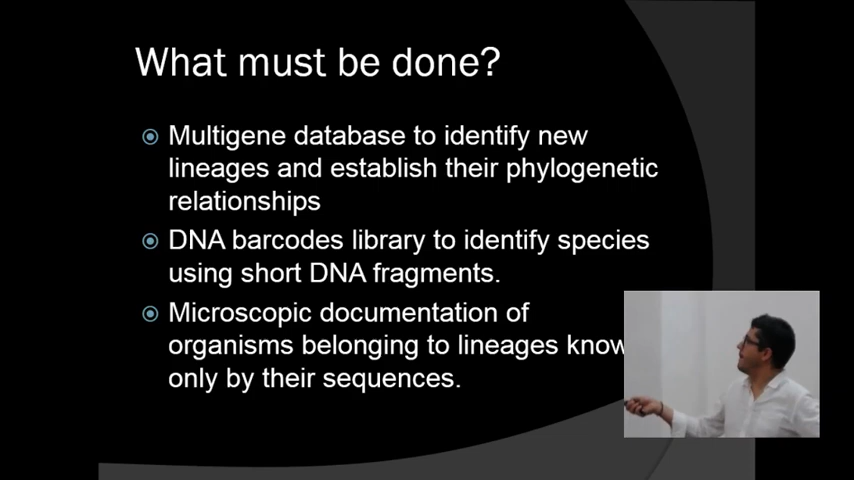 What must be done?
Multigene database to identify new
lineages and establish their phylogenetic
relationships
DNA barcodes library to identify species
using short DNA fragments.
Microscopic documentation of
organisms belonging to lineages
only by their sequences.